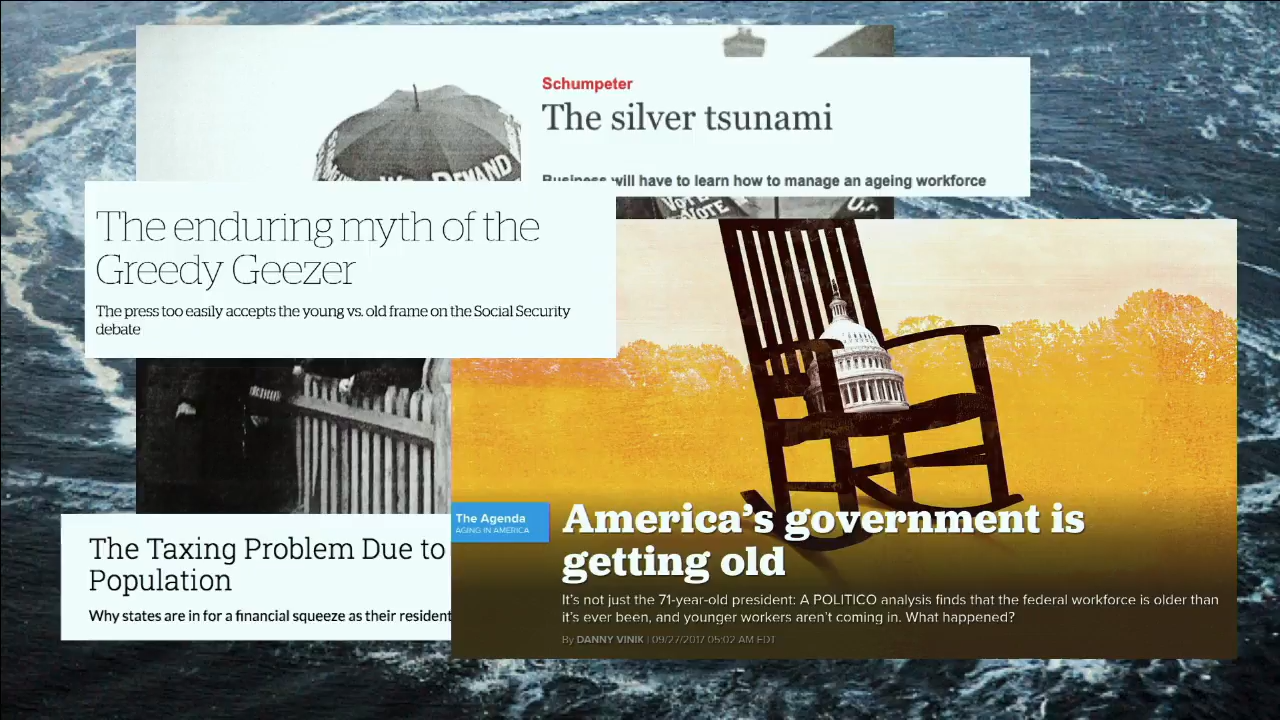 Schumpeter
The silver tsunami
Business will have to learn how to manage an ageing workforce
DEMAND
The enduring myth of the
Greedy Geezer
The press too easily accepts the young vs. old frame on the Social Security
debate
The Taxing Problem Due to
Population
Why states are in for a financial squeeze as their resident
The Agenda
AGING IN AMERICA
America's government is
getting old
It's not just the 71-year-old president: A POLITICO analysis finds that the federal workforce is older than
it's ever been, and younger workers aren't coming in. What happened?
By DANNY VINIK | 09/27/2017 05:02 AM EDT